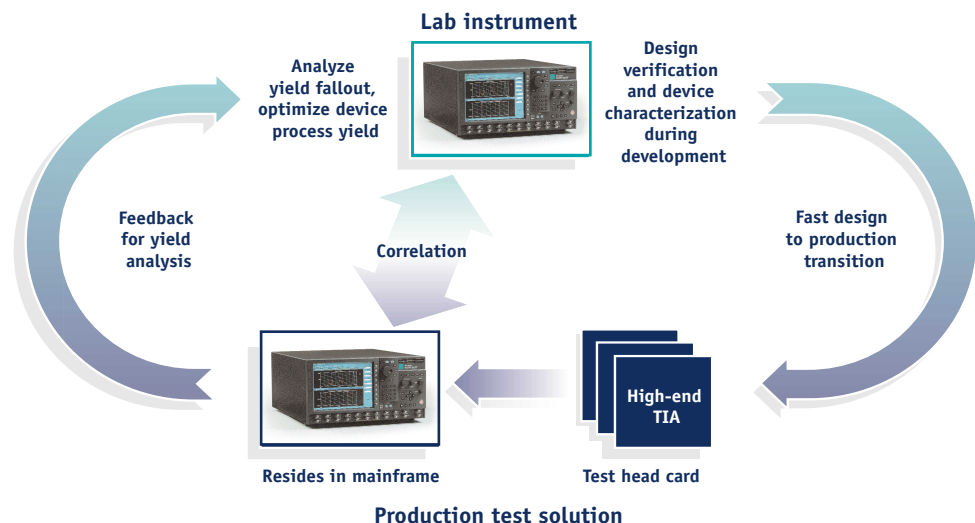 Lab instrument
Analyze
yield fallout,
optimize device
process yield
Design
verification
and device
characterization
during
development
Feedback
for yield
analysis
Correlation
Fast design
to production
transition
High-end
TIA
Resides in mainframe
Test head card
Production test solution